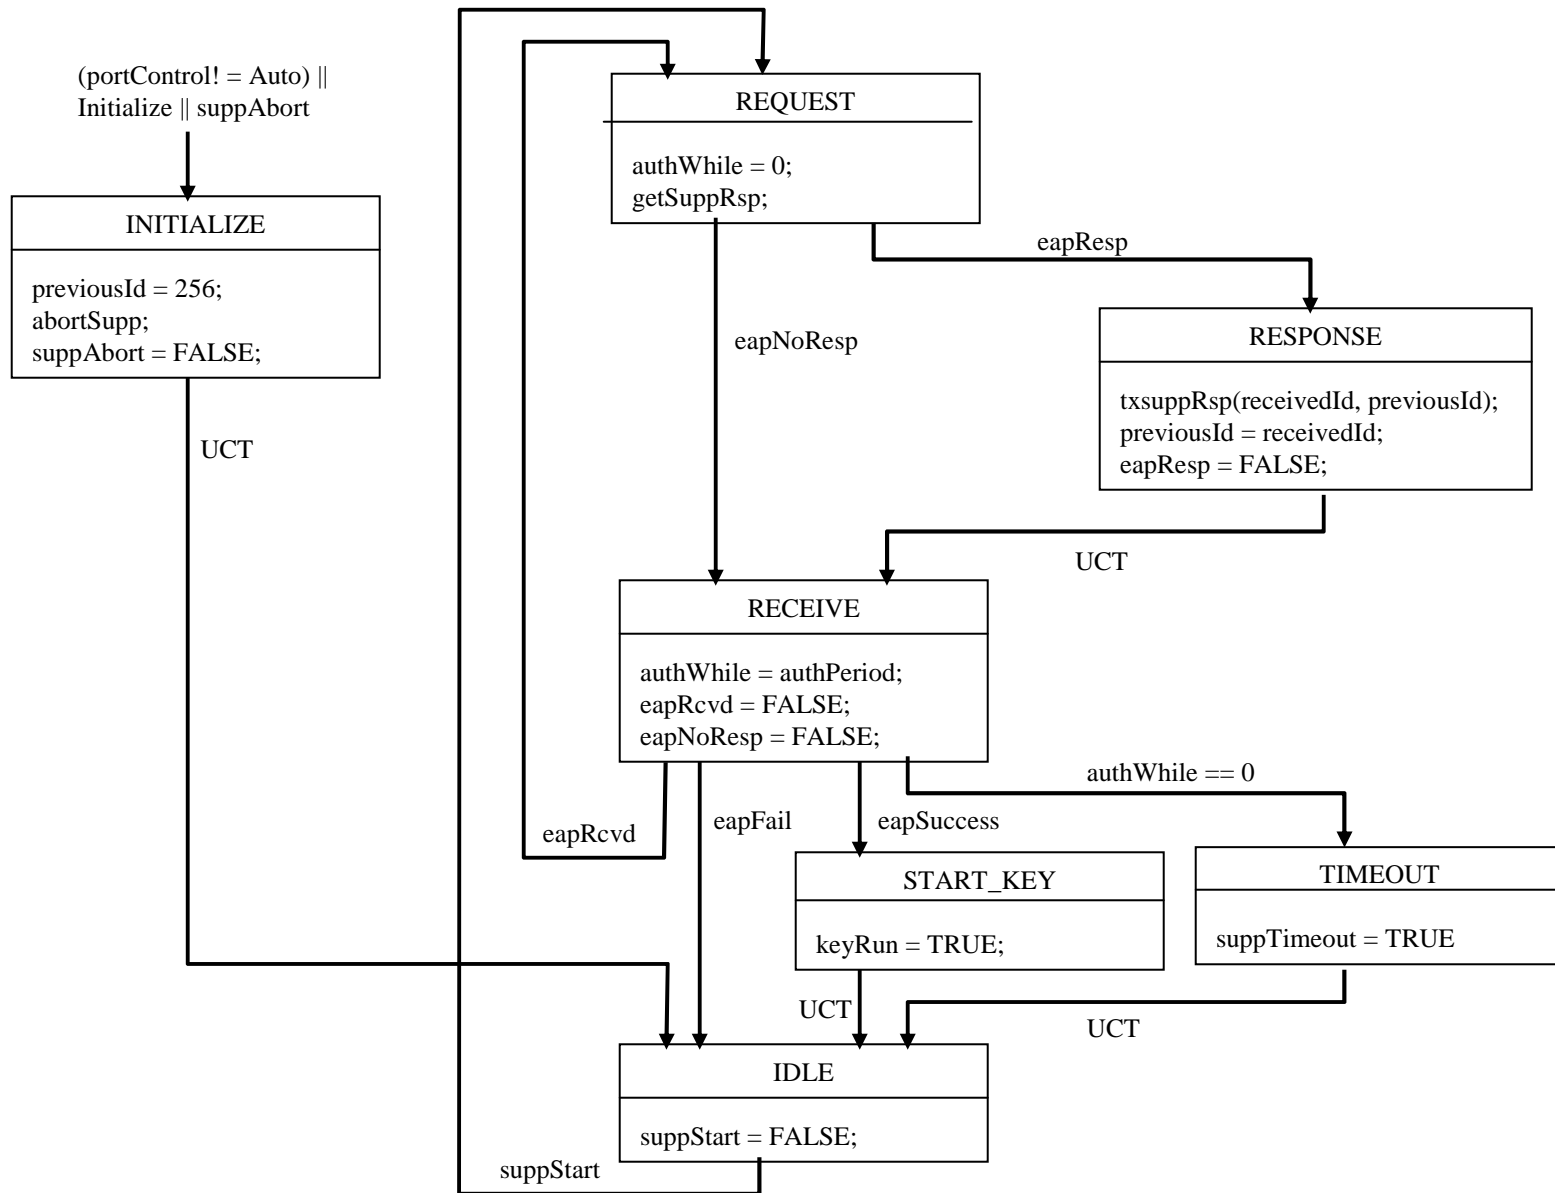 (portControl! = Auto) ||
Initialize || suppAbort
REQUEST
authWhile = 0;
getSuppRsp;
INITIALIZE
previousId = 256;
abortSupp;
suppAbort = FALSE;
eapResp
eapNoResp
RESPONSE
txsuppRsp(receivedId, previousId);
previousId = receivedId;
eapResp = FALSE;
UCT
UCT
RECEIVE
authWhile = authPeriod;
eapRcvd = FALSE;
eapNoResp = FALSE;
authWhile == 0
eapRcvd
eapFail
eapSuccess
START_KEY
keyRun = TRUE;
TIMEOUT
suppTimeout = TRUE
UCT
UCT
IDLE
suppStart = FALSE;
suppStart